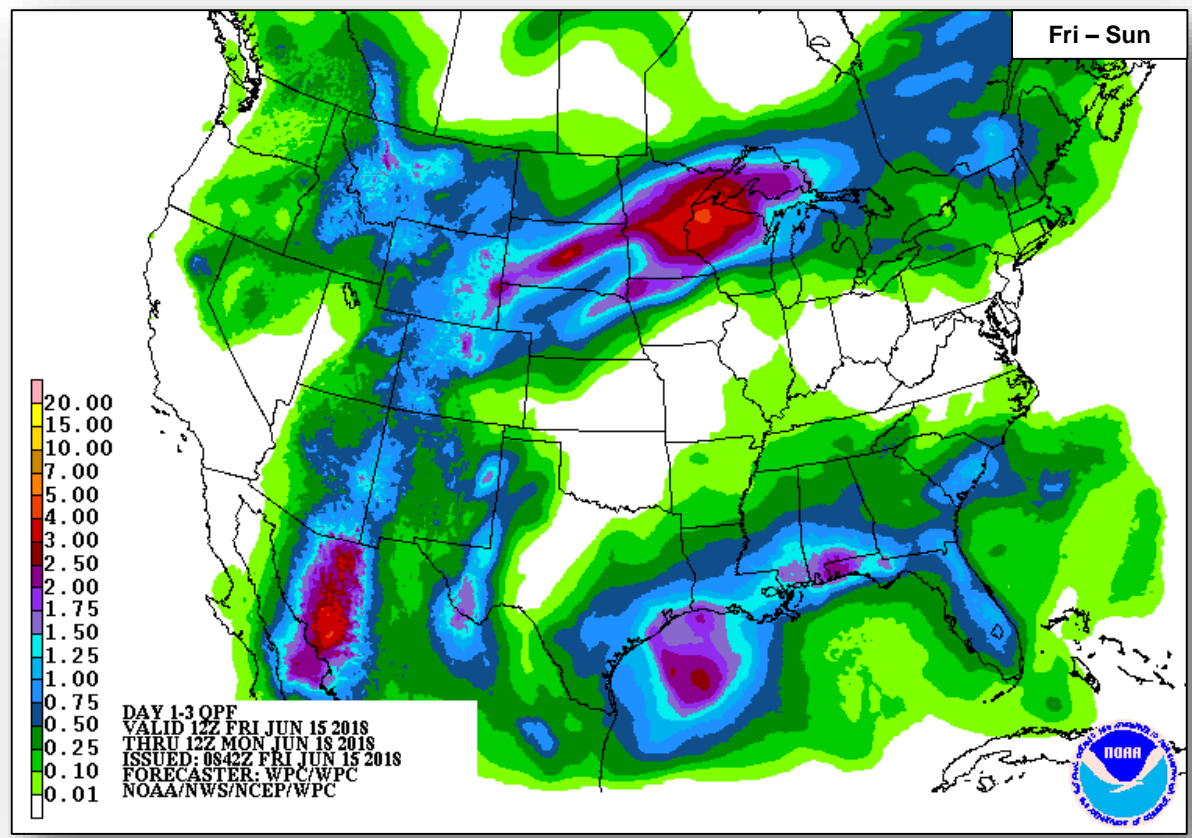 Fri – Sun
20.00
15.00
10.00
7.00
5.00
4.00
3.00
2.50
2.00
1.75
1.50
1.25
1.00
0.75
0.50
0.25
0.10
0.01
DAY 1-3 QPF
VALID 12Z FRI JUN 15 2018
THRU 12Z MON JUN 18 2018
ISSUED: 0842Z FRI JUN 15 2018
FORECASTER: WPC/WPC
NOAA/NWS/NCEP/WPC
NOAA